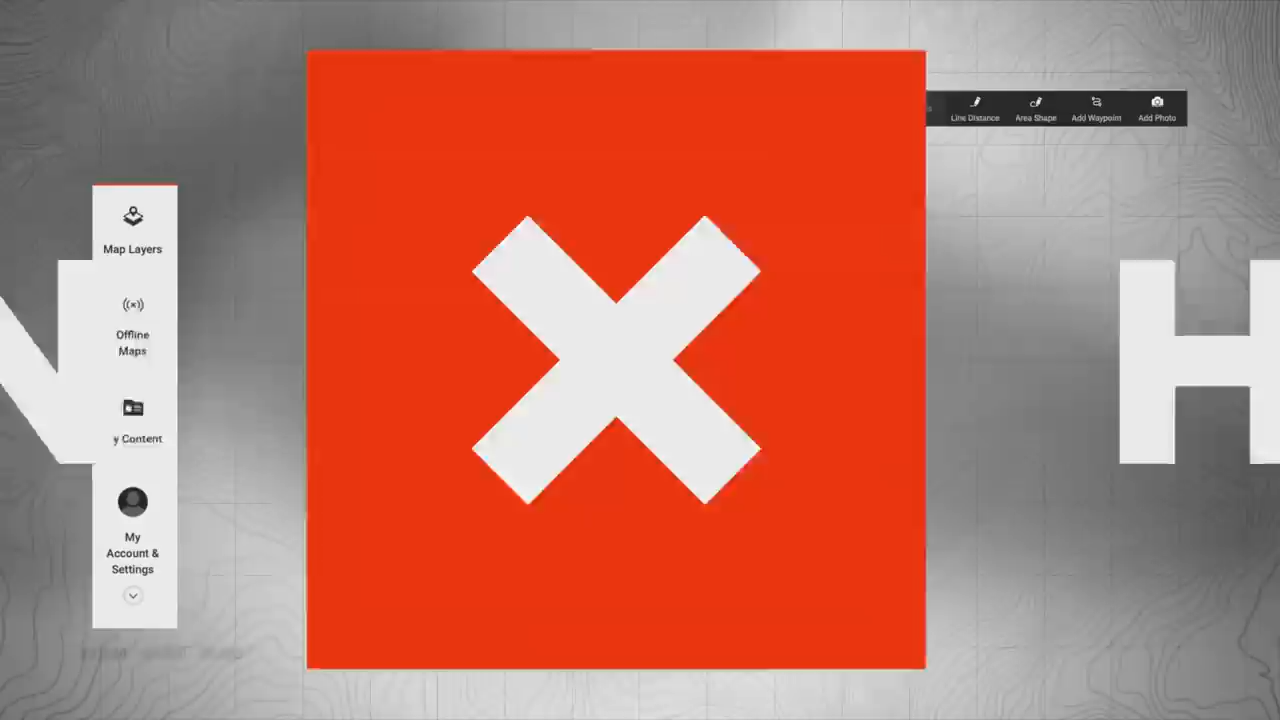 Line Distance
Area Shape
Add Waypoint
Add Photo
Map Layers
Offline
Maps
y Content
My
Account &
Settings
N
X
H